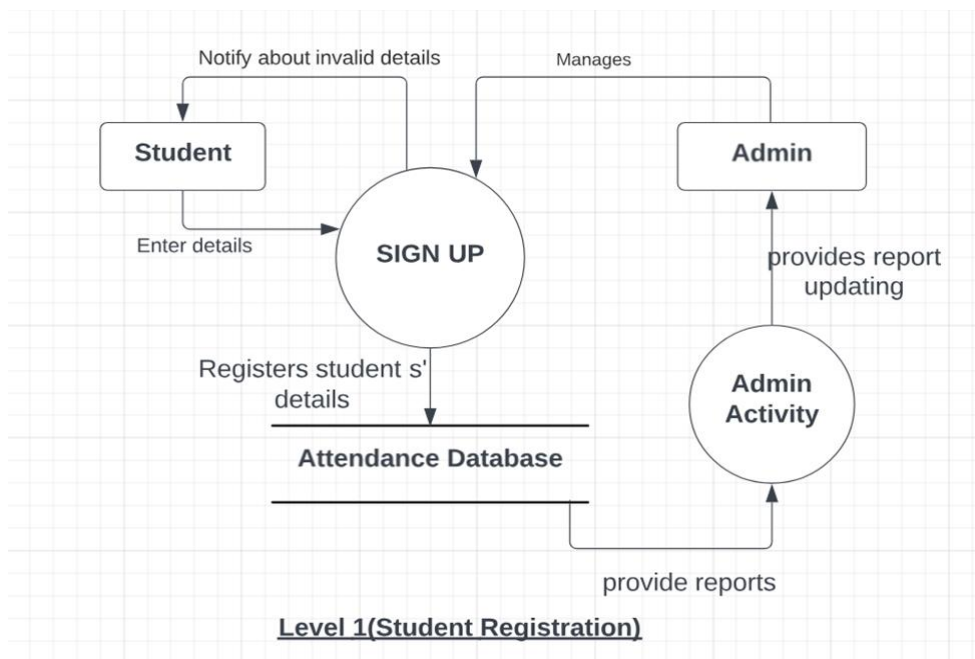 Notify about invalid details
Manages
Student
Admin
Enter details
SIGN UP
provides report
updating
Registers student s'
details
Admin
Activity
Attendance Database
provide reports
Level 1(Student Registration)